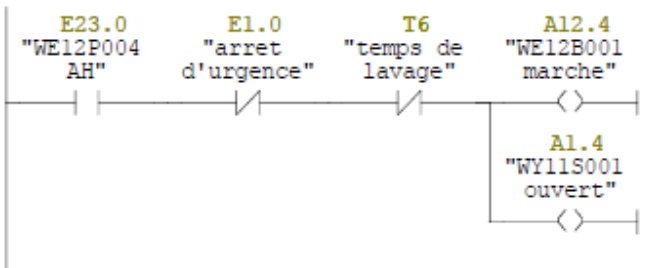 E23.0 E1.0 T6 A12.4
"WE12P004 "arret "temps de "WE12B001
AH" d'urgence" lavage" marche"
A1.4
"WY11S001
ouvert"